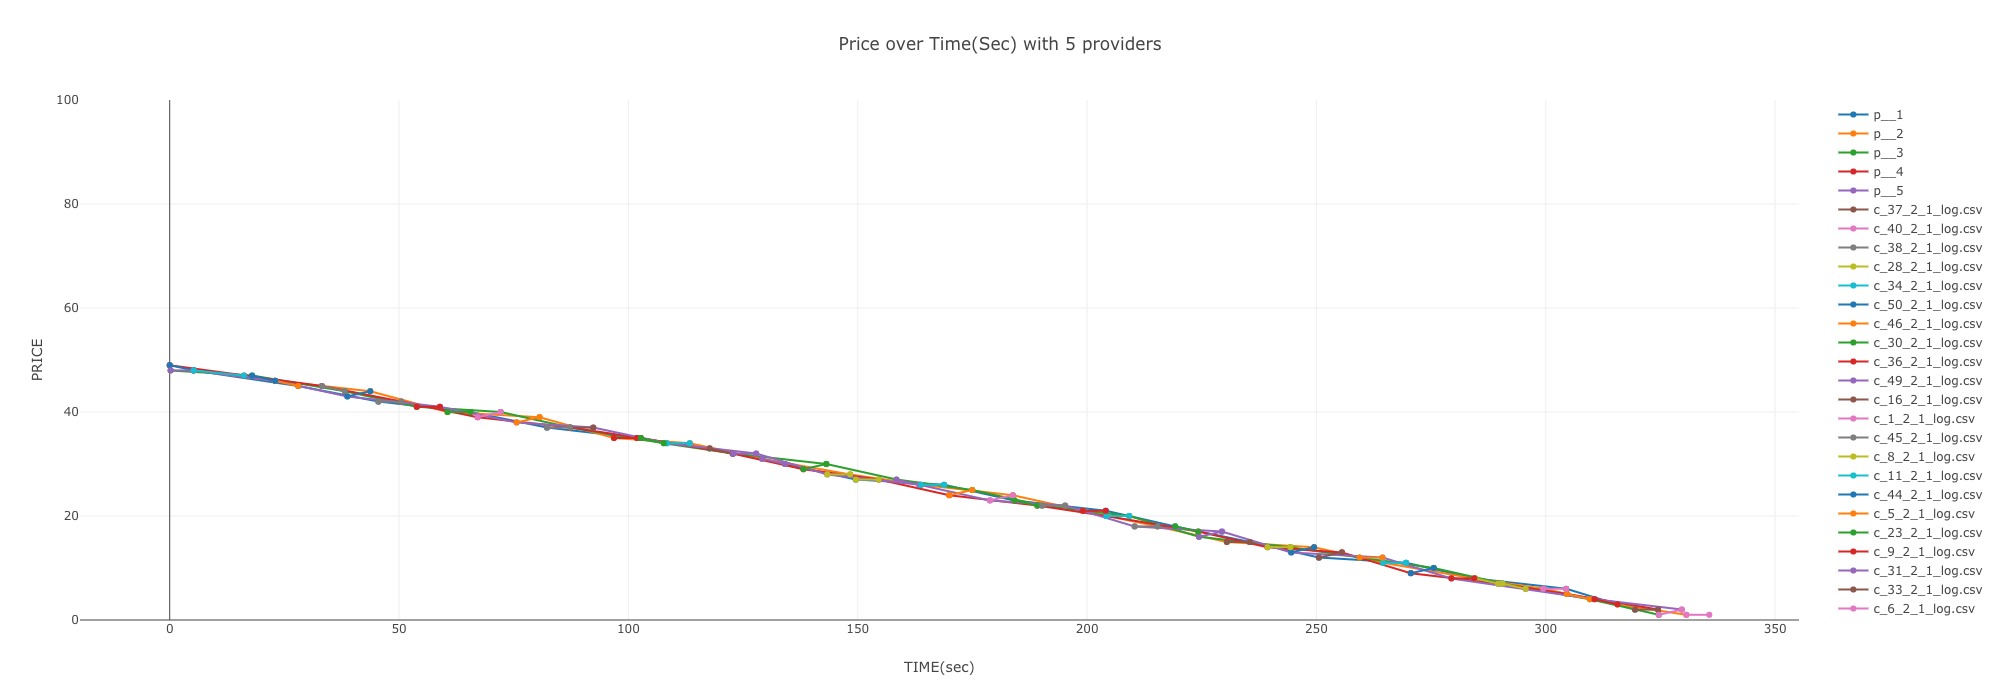 Price over Time(Sec) with 5 providers
100
80
60
40
20
0
PRICE
0 50 100 150 200 250 300 350
TIME(sec)
p__1
p__2
p__3
p__4
p__5
c_37_2_1_log.csv
c_40_2_1_log.csv
c_38_2_1_log.csv
c_28_2_1_log.csv
c_34_2_1_log.csv
c_50_2_1_log.csv
c_46_2_1_log.csv
c_30_2_1_log.csv
c_36_2_1_log.csv
c_49_2_1_log.csv
c_16_2_1_log.csv
c_1_2_1_log.csv
c_45_2_1_log.csv
c_8_2_1_log.csv
c_11_2_1_log.csv
c_44_2_1_log.csv
c_5_2_1_log.csv
c_23_2_1_log.csv
c_9_2_1_log.csv
c_31_2_1_log.csv
c_33_2_1_log.csv
c_6_2_1_log.csv